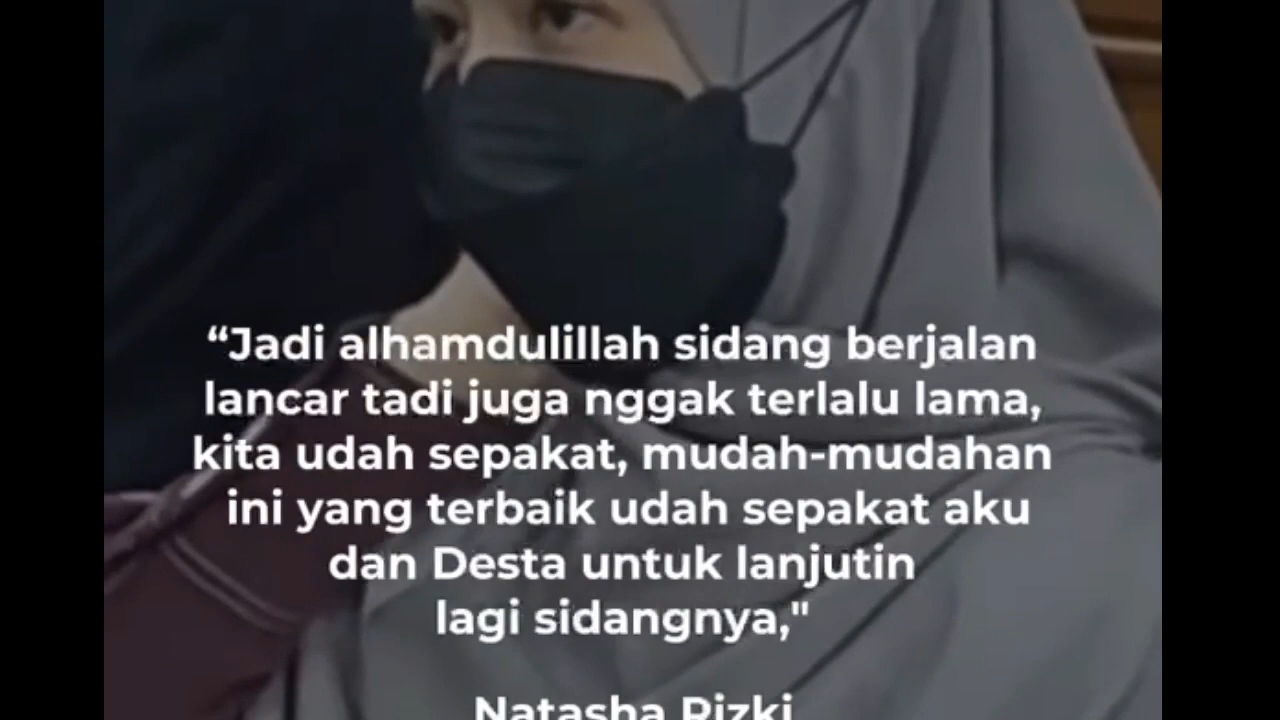 “Jadi alhamdulillah sidang berjalan
lancar tadi juga nggak terlalu lama,
kita udah sepakat, mudah-mudahan
ini yang terbaik udah sepakat aku
dan Desta untuk lanjutin
lagi sidangnya,"
Natasha Rizki